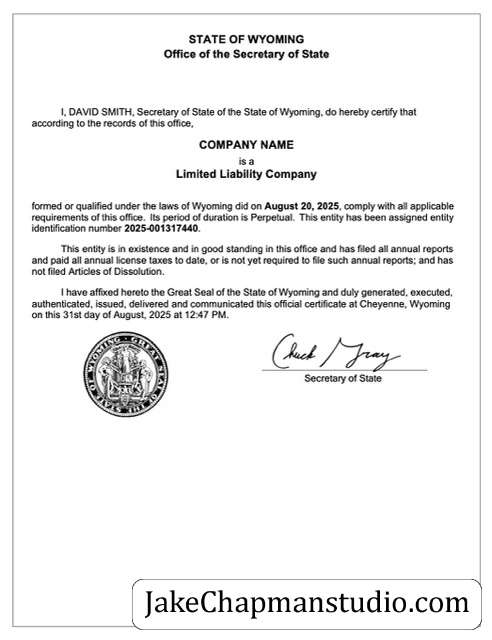 STATE OF WYOMING
Office of the Secretary of State
I, DAVID SMITH, Secretary of State of the State of Wyoming, do hereby certify that
according to the records of this office,
COMPANY NAME
is a
Limited Liability Company
formed or qualified under the laws of Wyoming did on August 20, 2025, comply with all applicable
requirements of this office. Its period of duration is Perpetual. This entity has been assigned entity
identification number 2025-001317440.
This entity is in existence and in good standing in this office and has filed all annual reports
and paid all annual license taxes to date, or is not yet required to file such annual reports; and has
not filed Articles of Dissolution.
I have affixed hereto the Great Seal of the State of Wyoming and duly generated, executed,
authenticated, issued, delivered and communicated this official certificate at Cheyenne, Wyoming
on this 31st day of August, 2025 at 12:47 PM.
GREAT SEAL OF THE STATE OF WYOMING
Chuck Gray
Secretary of State
JakeChapmanstudio.com